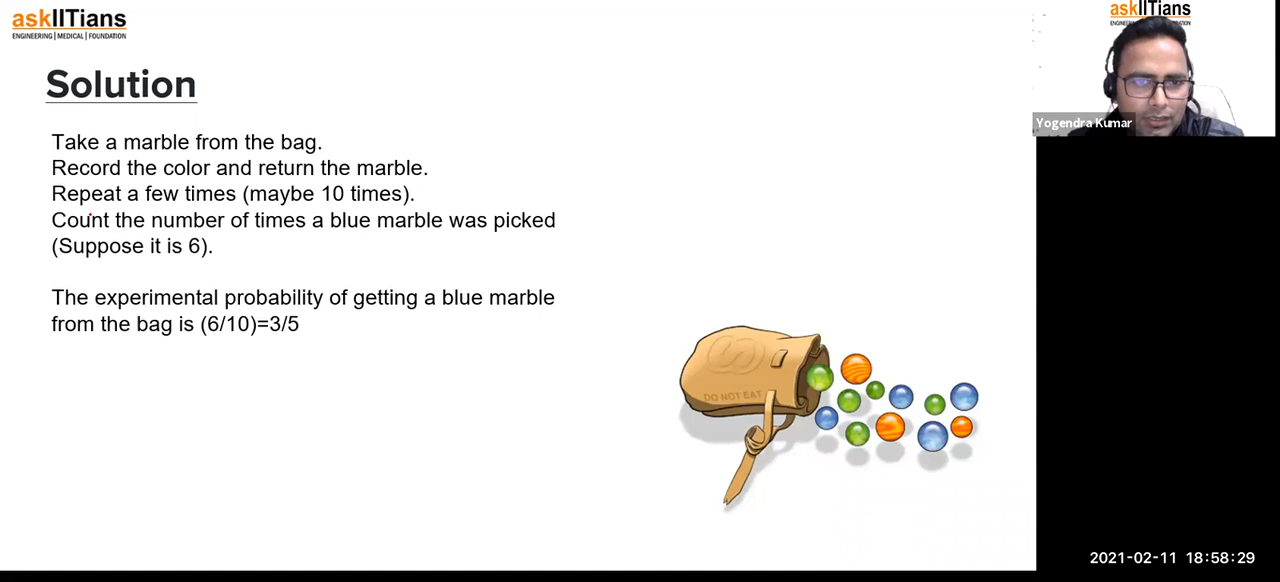 askIITians
ENGINEERING | MEDICAL | FOUNDATION
Solution
Take a marble from the bag.
Record the color and return the marble.
Repeat a few times (maybe 10 times).
Count the number of times a blue marble was picked
(Suppose it is 6).
The experimental probability of getting a blue marble
from the bag is (6/10)=3/5
DO NOT EAT
askIITians
Yogendra Kumar
2021-02-11 18:58:29